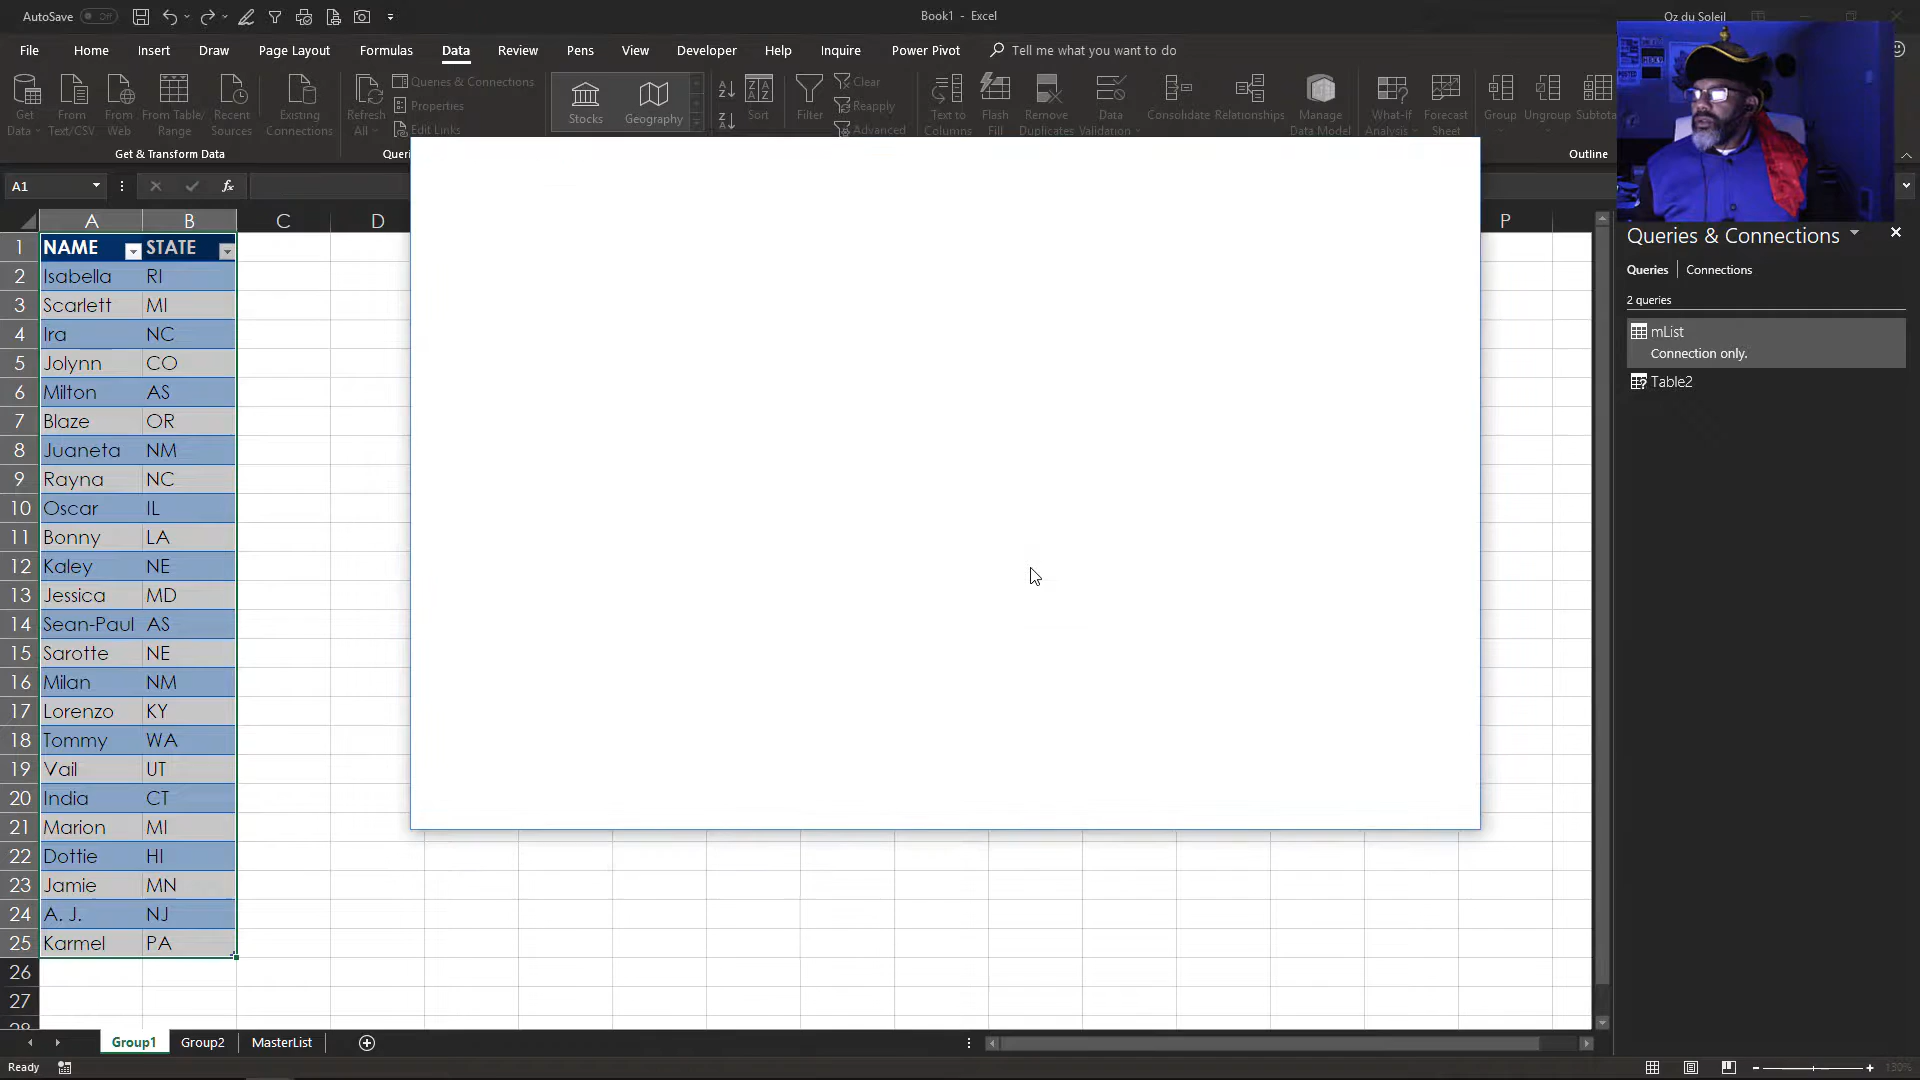 AutoSave Off
Book1 - Excel
Oz du Soleil
File Home Insert Draw Page Layout Formulas Data Review Pens View Developer Help Inquire Power Pivot Tell me what you want to do
Get Data
From Text/CSV
From Web
From Table/ Range
Recent Sources
Existing Connections
Refresh All
Queries & Connections
Properties
Edit Links
Stocks
Geography
Sort
Filter
Clear
Reapply
Advanced
Text to Columns
Flash Fill
Remove Duplicates
Data Validation
Consolidate
Relationships
Manage Data Model
What-If Analysis
Forecast Sheet
Group
Ungroup
Get & Transform Data
Outline
A1
fx
A B C D P
1 NAME STATE
2 Isabella RI
3 Scarlett MI
4 Ira NC
5 Jolynn CO
6 Milton AS
7 Blaze OR
8 Juaneta NM
9 Rayna NC
10 Oscar IL
11 Bonny LA
12 Kaley NE
13 Jessica MD
14 Sean-Paul AS
15 Sarotte NE
16 Milan NM
17 Lorenzo KY
18 Tommy WA
19 Vail UT
20 India CT
21 Marion MI
22 Dottie HI
23 Jamie MN
24 A. J. NJ
25 Karmel PA
26
27
28
Queries & Connections
Queries | Connections
2 queries
mList
Connection only.
Table2
Group1 Group2 MasterList
Ready
130%